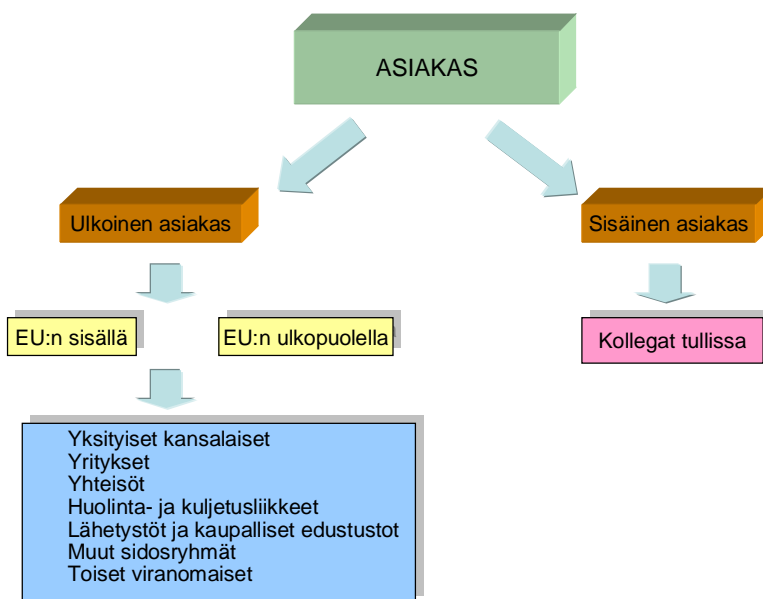 ASIAKAS
Ulkoinen asiakas
Sisäinen asiakas
EU:n sisällä
EU:n ulkopuolella
Kollegat tullissa
Yksityiset kansalaiset
Yritykset
Yhteisöt
Huolinta- ja kuljetusliikkeet
Lähetystöt ja kaupalliset edustustot
Muut sidosryhmät
Toiset viranomaiset